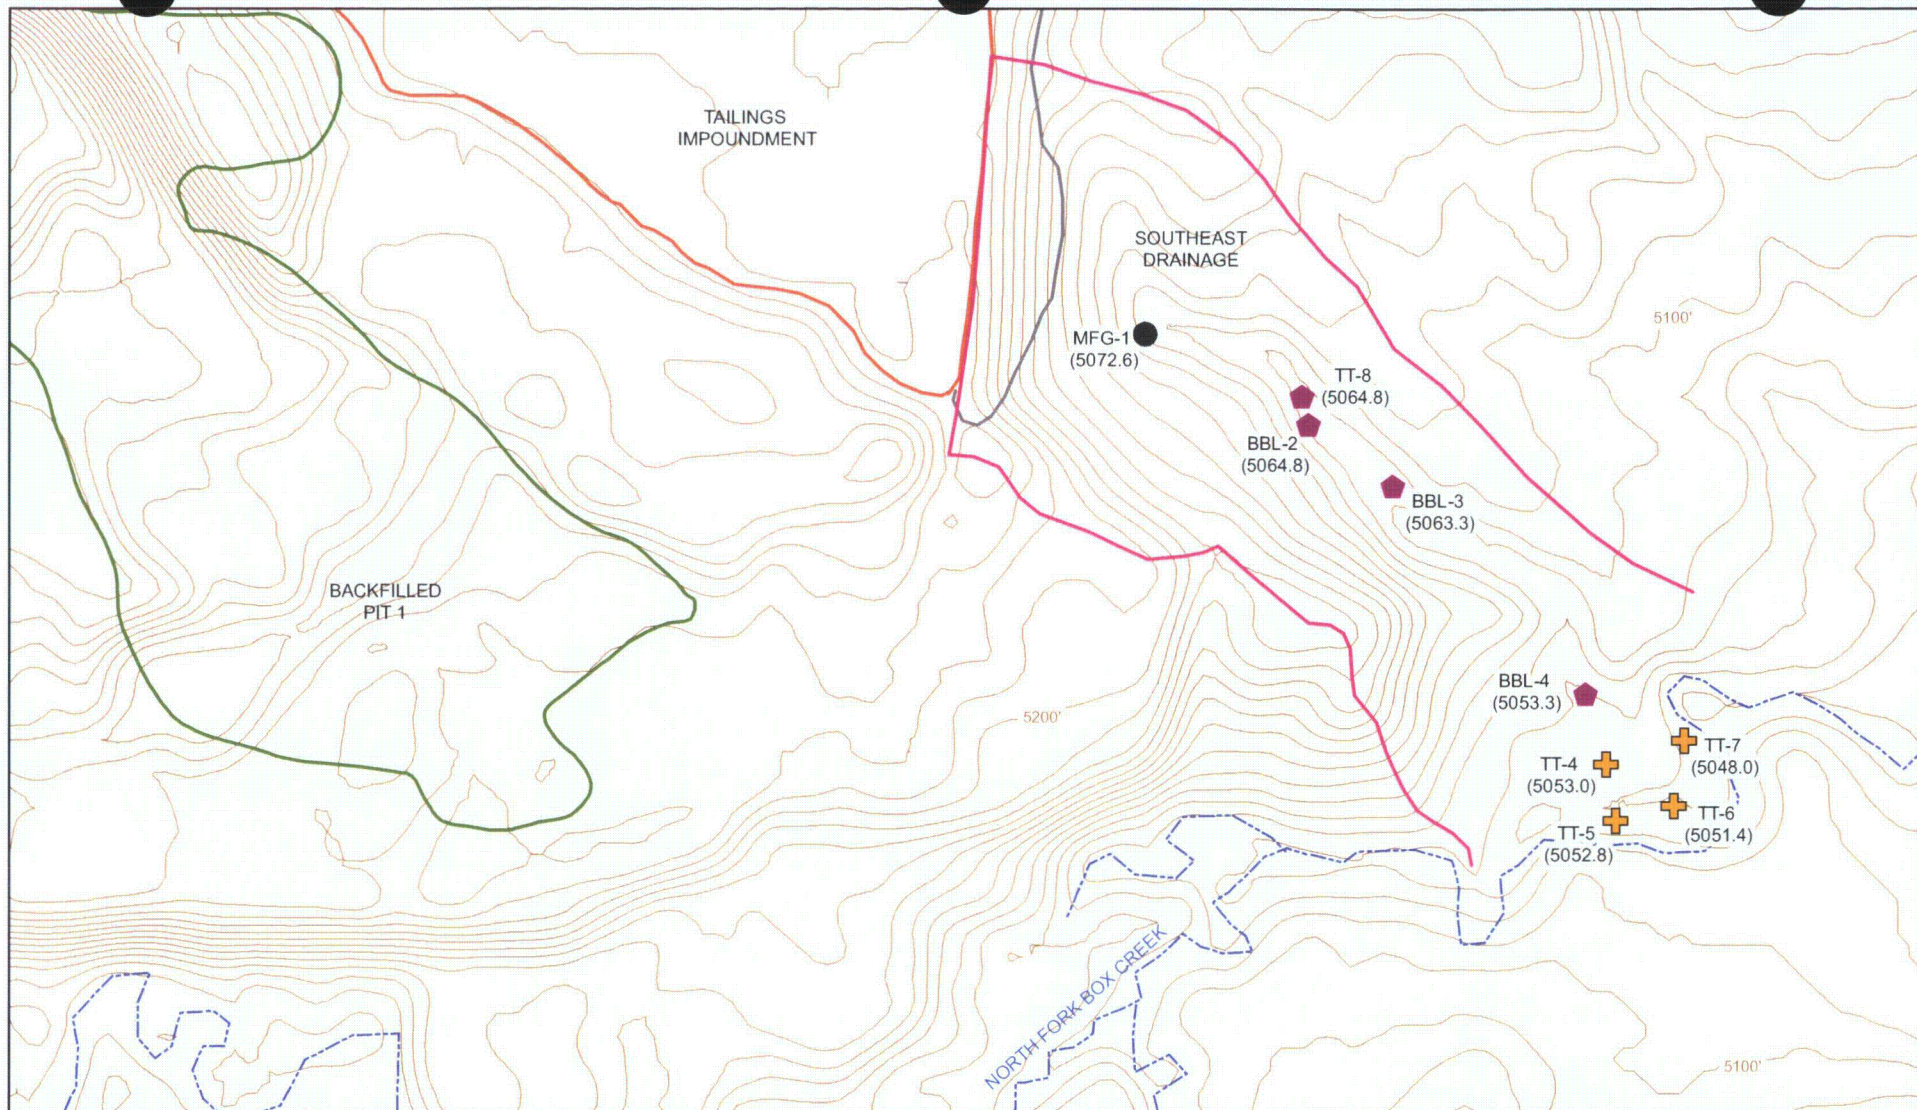 TAILINGS
IMPOUNDMENT
SOUTHEAST
DRAINAGE
5100'
MFG-1
(5072.6)
TT-8
(5064.8)
BBL-2
(5064.8)
BBL-3
(5063.3)
BACKFILLED
PIT 1
5200'
BBL-4
(5053.3)
TT-7
(5048.0)
TT-4
(5053.0)
TT-6
(5051.4)
TT-5
(5052.8)
NORTH FORK BOX CREEK
5100'